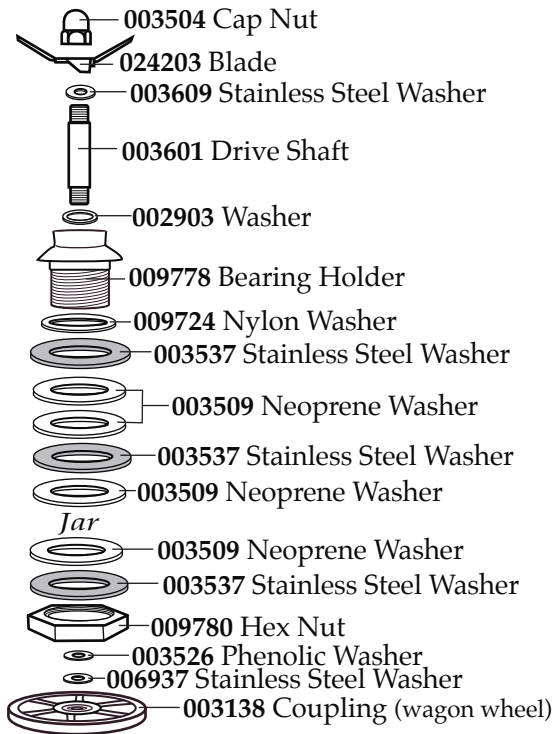 003504 Cap Nut
024203 Blade
003609 Stainless Steel Washer
003601 Drive Shaft
002903 Washer
009778 Bearing Holder
009724 Nylon Washer
003537 Stainless Steel Washer
003509 Neoprene Washer
003537 Stainless Steel Washer
003509 Neoprene Washer
Jar
003509 Neoprene Washer
003537 Stainless Steel Washer
009780 Hex Nut
003526 Phenolic Washer
006937 Stainless Steel Washer
003138 Coupling (wagon wheel)